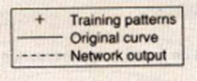 Training patterns
Original curve
Network output